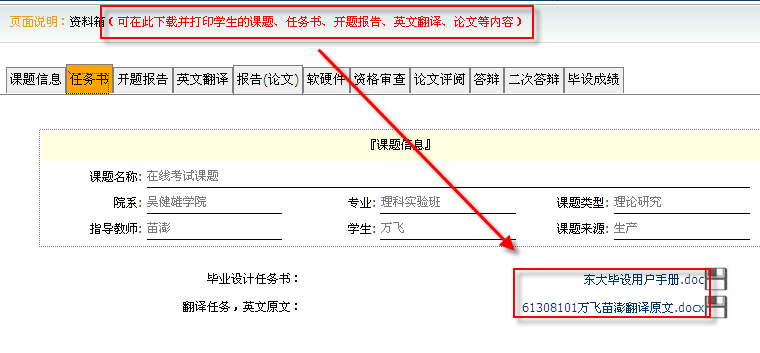 页面说明：资料箱（可在此下载并打印学生的课题、任务书、开题报告、英文翻译、论文等内容）
课题信息 任务书 开题报告 英文翻译 报告(论文) 软硬件 资格审查 论文评阅 答辩 二次答辩 毕设成绩
『课题信息』
课题名称: 在线考试课题
院系: 吴健雄学院 专业: 理科实验班 课题类型: 理论研究
指导教师: 苗澎 学生: 万飞 课题来源: 生产
毕业设计任务书： 东大毕设用户手册.doc
翻译任务，英文原文： 61308101万飞苗澎翻译原文.docx